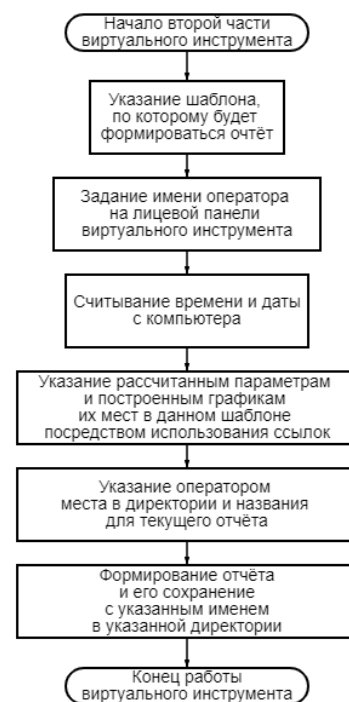 Начало второй части
виртуального инструмента
Указание шаблона,
по которому будет
формироваться очтёт
Задание имени оператора
на лицевой панели
виртуального инструмента
Считывание времени и даты
с компьютера
Указание рассчитанным параметрам
и построенным графикам
их мест в данном шаблоне
посредством использования ссылок
Указание оператором
места в директории и названия
для текущего отчёта
Формирование отчёта
и его сохранение
с указанным именем
в указанной директории
Конец работы
виртуального инструмента